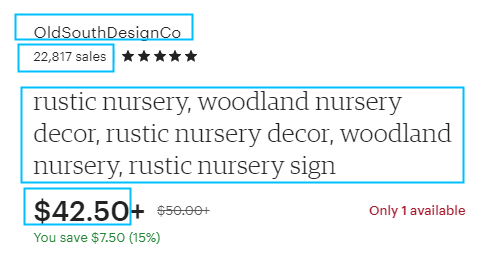 OldSouthDesignCo
22,817 sales ★★★★★
rustic nursery, woodland nursery
decor, rustic nursery decor, woodland
nursery, rustic nursery sign
$42.50+ $50.00+ Only 1 available
You save $7.50 (15%)